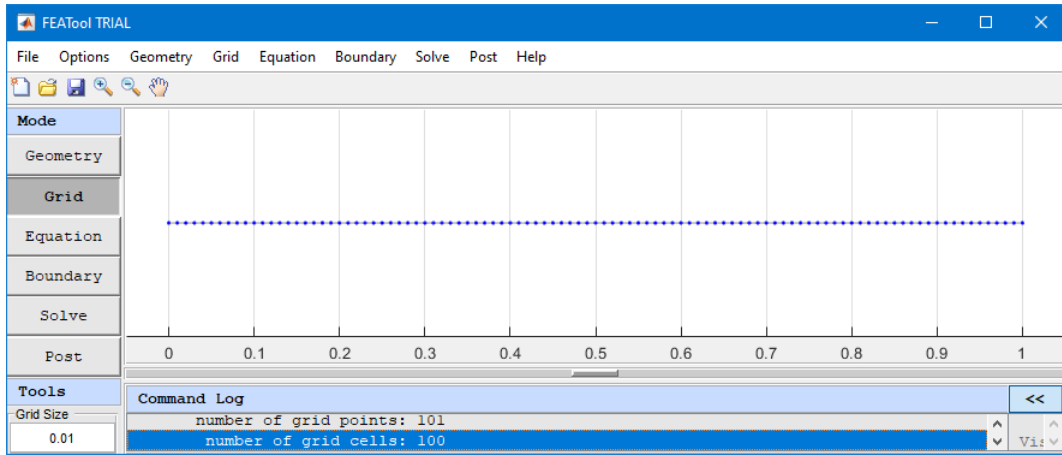 FEATool TRIAL
File Options Geometry Grid Equation Boundary Solve Post Help
Mode
Geometry
Grid
Equation
Boundary
Solve
Post
0 0.1 0.2 0.3 0.4 0.5 0.6 0.7 0.8 0.9 1
Tools
Grid Size
0.01
Command Log <<
number of grid points: 101
number of grid cells: 100